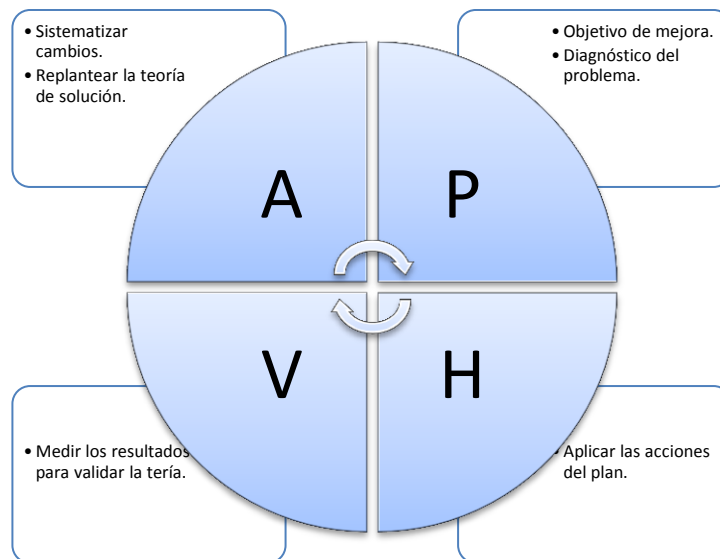 • Sistematizar
cambios.
• Replantear la teoría
de solución.
• Objetivo de mejora.
• Diagnóstico del
problema.
A
P
V
H
• Medir los resultados
para validar la tería.
• Aplicar las acciones
del plan.